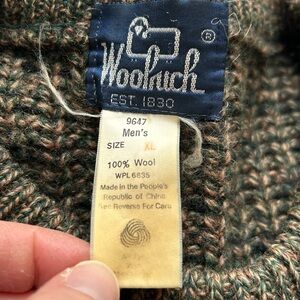 ®
Woolrich
EST. 1830
9647
Men's
SIZE XL
100% Wool
WPL 6635
Made in the People's
Republic of China
See Reverse For Care